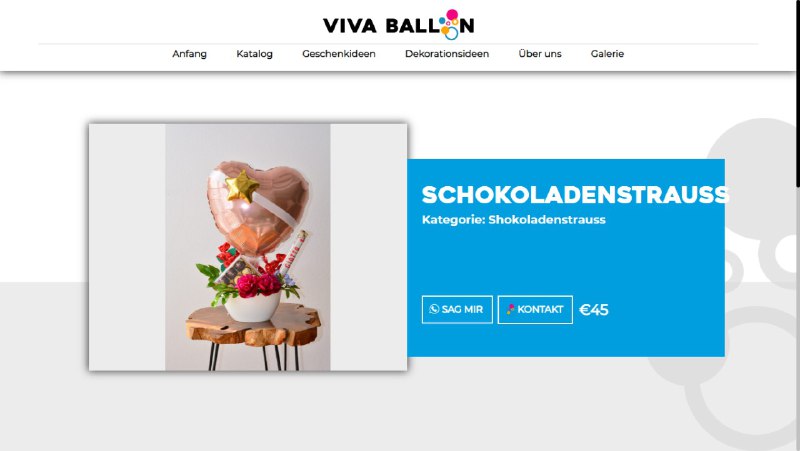 VIVA BALLON
Anfang Katalog Geschenkideen Dekorationsideen Über uns Galerie
SCHOKOLADENSTRAUSS
Kategorie: Shokoladenstrauss
SAG MIR KONTAKT €45